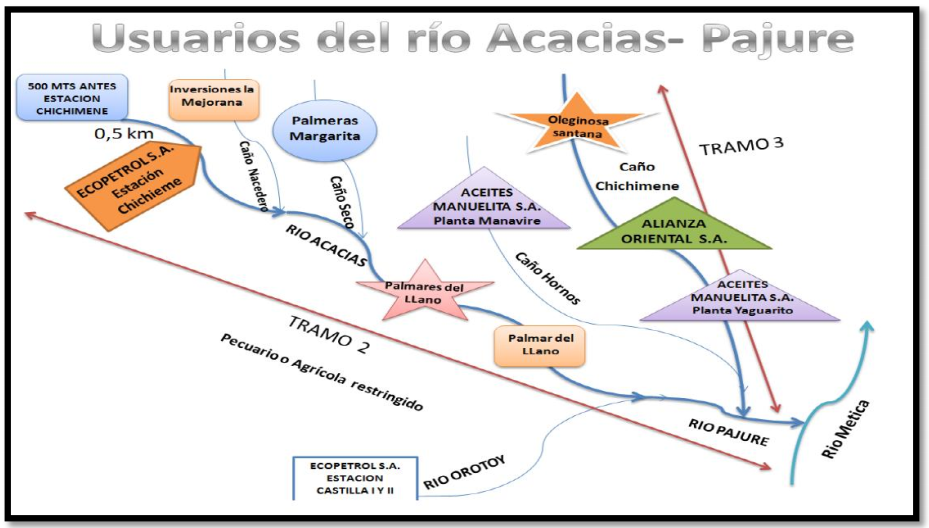 Usuarios del río Acacias- Pajure
500 MTS ANTES
ESTACION
CHICHIMENE
0,5 km
ECOPETROL S.A.
Estación
Chichieme
Inversiones la
Mejorana
Caño Nacedero
Palmeras
Margarita
Caño Seco
RIO ACACIAS
Palmares del
LLano
ACEITES
MANUELITA S.A.
Planta Manavire
Caño Hornos
Oleginosa
santana
Caño
Chichimene
TRAMO 3
ALIANZA
ORIENTAL S.A.
ACEITES
MANUELITA S.A.
Planta Yaguarito
Palmar del
LLano
TRAMO 2
Pecuario o Agrícola restringido
ECOPETROL S.A.
ESTACION
CASTILLA I Y II
RIO OROTOY
RIO PAJURE
Rio Metica